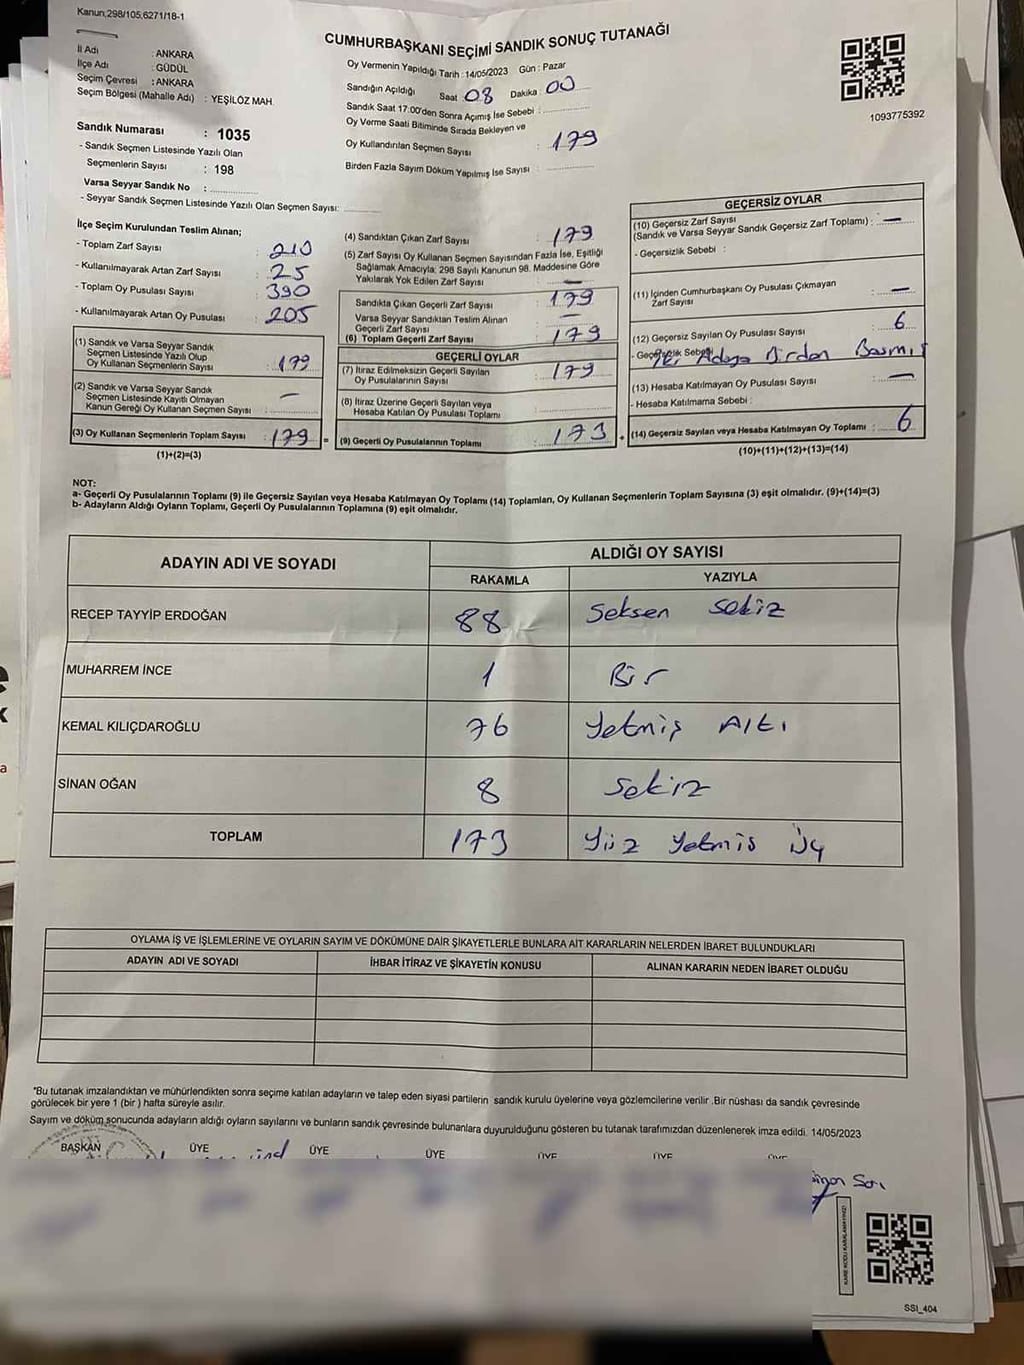 Kanun;298/105,6271/18-1
CUMHURBAŞKANI SEÇİMİ SANDIK SONUÇ TUTANAĞI
İl Adı : ANKARA
İlçe Adı : GÜDÜL
Seçim Çevresi : ANKARA
Seçim Bölgesi (Mahalle Adı) : YEŞİLÖZ MAH.
Sandık Numarası : 1035
- Sandık Seçmen Listesinde Yazılı Olan
Seçmenlerin Sayısı : 198
Varsa Seyyar Sandık No :
- Seyyar Sandık Seçmen Listesinde Yazılı Olan Seçmen Sayısı:
Oy Vermenin Yapıldığı Tarih :14/05/2023 Gün : Pazar
Sandığın Açıldığı Saat 08 Dakika 00
Sandık Saat 17:00'den Sonra Açımış İse Sebebi :
Oy Verme Saati Bitiminde Sırada Bekleyen ve
Oy Kullandırılan Seçmen Sayısı : 179
Birden Fazla Sayım Döküm Yapılmış İse Sayısı :
1093775392
İlçe Seçim Kurulundan Teslim Alınan;
- Toplam Zarf Sayısı : 210
- Kullanılmayarak Artan Zarf Sayısı : 25
- Toplam Oy Pusulası Sayısı : 390
- Kullanılmayarak Artan Oy Pusulası : 205
(1) Sandık ve Varsa Seyyar Sandık
Seçmen Listesinde Yazılı Olup
Oy Kullanan Seçmenlerin Sayısı : 179
(2) Sandık ve Varsa Seyyar Sandık
Seçmen Listesinde Kayıtlı Olmayan
Kanun Gereği Oy Kullanan Seçmen Sayısı : —
(3) Oy Kullanan Seçmenlerin Toplam Sayısı : 179 =
(1)+(2)=(3)
(4) Sandıktan Çıkan Zarf Sayısı : 179
(5) Zarf Sayısı Oy Kullanan Seçmen Sayısından Fazla İse, Eşitliği
Sağlamak Amacıyla; 298 Sayılı Kanunun 98. Maddesine Göre
Yakılarak Yok Edilen Zarf Sayısı : —
Sandıkta Çıkan Geçerli Zarf Sayısı : 179
Varsa Seyyar Sandıktan Teslim Alınan
Geçerli Zarf Sayısı : —
(6) Toplam Geçerli Zarf Sayısı : 179
GEÇERLİ OYLAR
(7) İtiraz Edilmeksizin Geçerli Sayılan
Oy Pusulalarının Sayısı : 179
(8) İtiraz Üzerine Geçerli Sayılan veya
Hesaba Katılan Oy Pusulası Toplamı :
(9) Geçerli Oy Pusulalarının Toplamı : 173 +
GEÇERSİZ OYLAR
(10) Geçersiz Zarf Sayısı
(Sandık ve Varsa Seyyar Sandık Geçersiz Zarf Toplamı) : —
- Geçersizlik Sebebi :
(11) İçinden Cumhurbaşkanı Oy Pusulası Çıkmayan
Zarf Sayısı : —
(12) Geçersiz Sayılan Oy Pusulası Sayısı : 6
- Geçersizlik Sebebi İki Adaya Birden Basmış
(13) Hesaba Katılmayan Oy Pusulası Sayısı : —
- Hesaba Katılmama Sebebi :
(14) Geçersiz Sayılan veya Hesaba Katılmayan Oy Toplamı : 6
(10)+(11)+(12)+(13)=(14)
NOT:
a- Geçerli Oy Pusulalarının Toplamı (9) ile Geçersiz Sayılan veya Hesaba Katılmayan Oy Toplamı (14) Toplamları, Oy Kullanan Seçmenlerin Toplam Sayısına (3) eşit olmalıdır. (9)+(14)=(3)
b- Adayların Aldığı Oyların Toplamı, Geçerli Oy Pusulalarının Toplamına (9) eşit olmalıdır.
ADAYIN ADI VE SOYADI ALDIĞI OY SAYISI
RAKAMLA YAZIYLA
RECEP TAYYİP ERDOĞAN 88 Seksen Sekiz
MUHARREM İNCE 1 Bir
KEMAL KILIÇDAROĞLU 76 Yetmiş Altı
SİNAN OĞAN 8 Sekiz
TOPLAM 173 Yüz Yetmis Üç
OYLAMA İŞ VE İŞLEMLERİNE VE OYLARIN SAYIM VE DÖKÜMÜNE DAİR ŞİKAYETLERLE BUNLARA AİT KARARLARIN NELERDEN İBARET BULUNDUKLARI
ADAYIN ADI VE SOYADI İHBAR İTİRAZ VE ŞİKAYETİN KONUSU ALINAN KARARIN NEDEN İBARET OLDUĞU
*Bu tutanak imzalandıktan ve mühürlendikten sonra seçime katılan adayların ve talep eden siyasi partilerin sandık kurulu üyelerine veya gözlemcilerine verilir .Bir nüshası da sandık çevresinde
görülecek bir yere 1 (bir ) hafta süreyle asılır.
Sayım ve döküm sonucunda adayların aldığı oyların sayılarını ve bunların sandık çevresinde bulunanlara duyurulduğunu gösteren bu tutanak tarafımızdan düzenlenerek imza edildi. 14/05/2023
BAŞKAN ÜYE ÜYE ÜYE ÜYE ÜYE ÜYE
KARE KODU KARALAMAYINIZ!
SSI_404